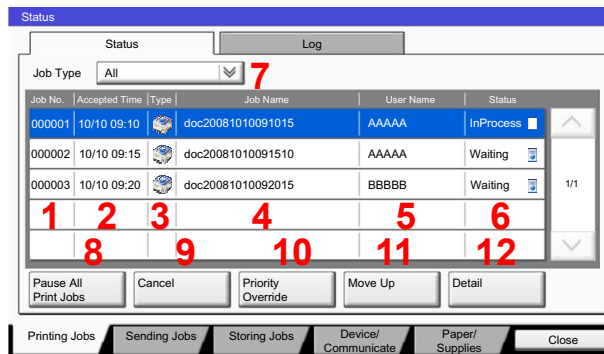 Status
Status Log
Job Type All 7
Job No. Accepted Time Type Job Name User Name Status
000001 10/10 09:10 doc20081010091015 AAAAA InProcess
000002 10/10 09:15 doc20081010091510 AAAAA Waiting
000003 10/10 09:20 doc20081010092015 BBBBB Waiting 1/1
1 2 3 4 5 6
8 9 10 11 12
Pause All
Print Jobs
Cancel
Priority
Override
Move Up
Detail
Printing Jobs
Sending Jobs
Storing Jobs
Device/
Communicate
Paper/
Supplies
Close